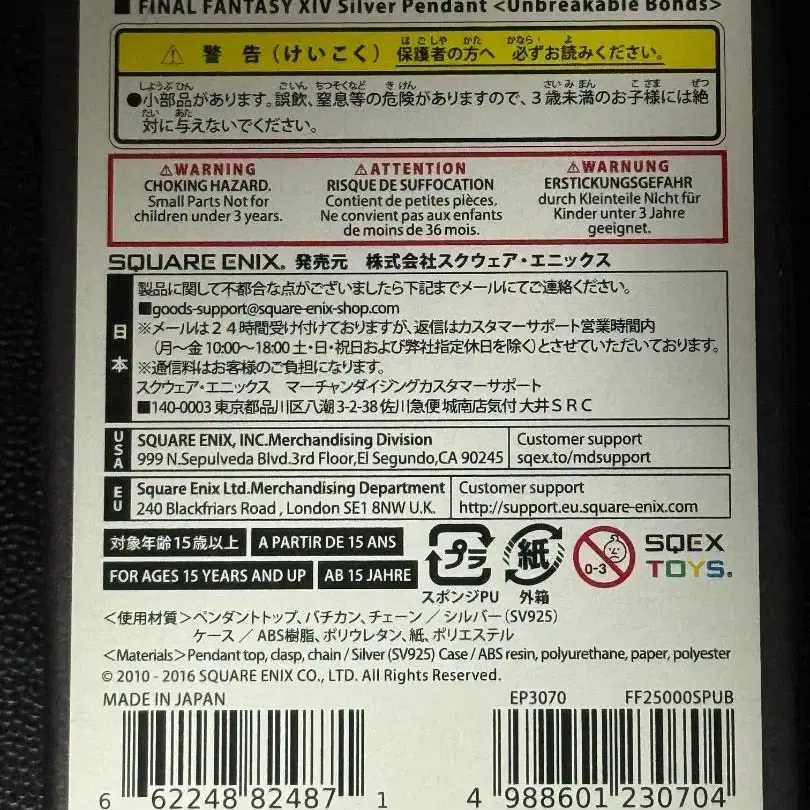 ■ FINAL FANTASY XIV Silver Pendant <Unbreakable Bonds>
⚠ 警告(けいこく) 保護者の方へ 必ずお読みください。
●小部品があります。誤飲、窒息等の危険がありますので、3歳未満のお子様には絶
対に与えないでください。
⚠WARNING
CHOKING HAZARD.
Small Parts Not for
children under 3 years.
⚠ATTENTION
RISQUE DE SUFFOCATION
Contient de petites pièces.
Ne convient pas aux enfants
de moins de 36 mois.
⚠WARNUNG
ERSTICKUNGSGEFAHR
durch Kleinteile Nicht für
Kinder unter 3 Jahre
geeignet.
SQUARE ENIX. 発売元 株式会社スクウェア・エニックス
日本
製品に関して不都合な点がございましたら下記までメールにてご連絡ください。
■goods-support@square-enix-shop.com
※メールは24時間受け付けておりますが、返信はカスタマーサポート営業時間内
(月〜金 10:00〜18:00 土・日・祝日および弊社指定休日を除く)とさせていただいております。
※通信料はお客様のご負担になります。
スクウェア・エニックス マーチャンダイジングカスタマーサポート
■140-0003 東京都品川区八潮3-2-38 佐川急便 城南店気付 大井SRC
USA
SQUARE ENIX, INC.Merchandising Division
999 N.Sepulveda Blvd.3rd Floor,El Segundo,CA 90245
Customer support
sqex.to/mdsupport
EU
Square Enix Ltd.Merchandising Department
240 Blackfriars Road , London SE1 8NW U.K.
Customer support
http://support.eu.square-enix.com
対象年齢15歳以上 A PARTIR DE 15 ANS
FOR AGES 15 YEARS AND UP AB 15 JAHRE
プラ
スポンジPU
紙
外箱
0-3
SQEX
TOYS.
<使用材質>ペンダントトップ、バチカン、チェーン / シルバー(SV925)
ケース / ABS樹脂、ポリウレタン、紙、ポリエステル
<Materials>Pendant top, clasp, chain / Silver (SV925) Case / ABS resin, polyurethane, paper, polyester
© 2010 - 2016 SQUARE ENIX CO., LTD. All Rights Reserved.
MADE IN JAPAN
EP3070 FF25000SPUB
6 62248 82487 1
4 988601 230704